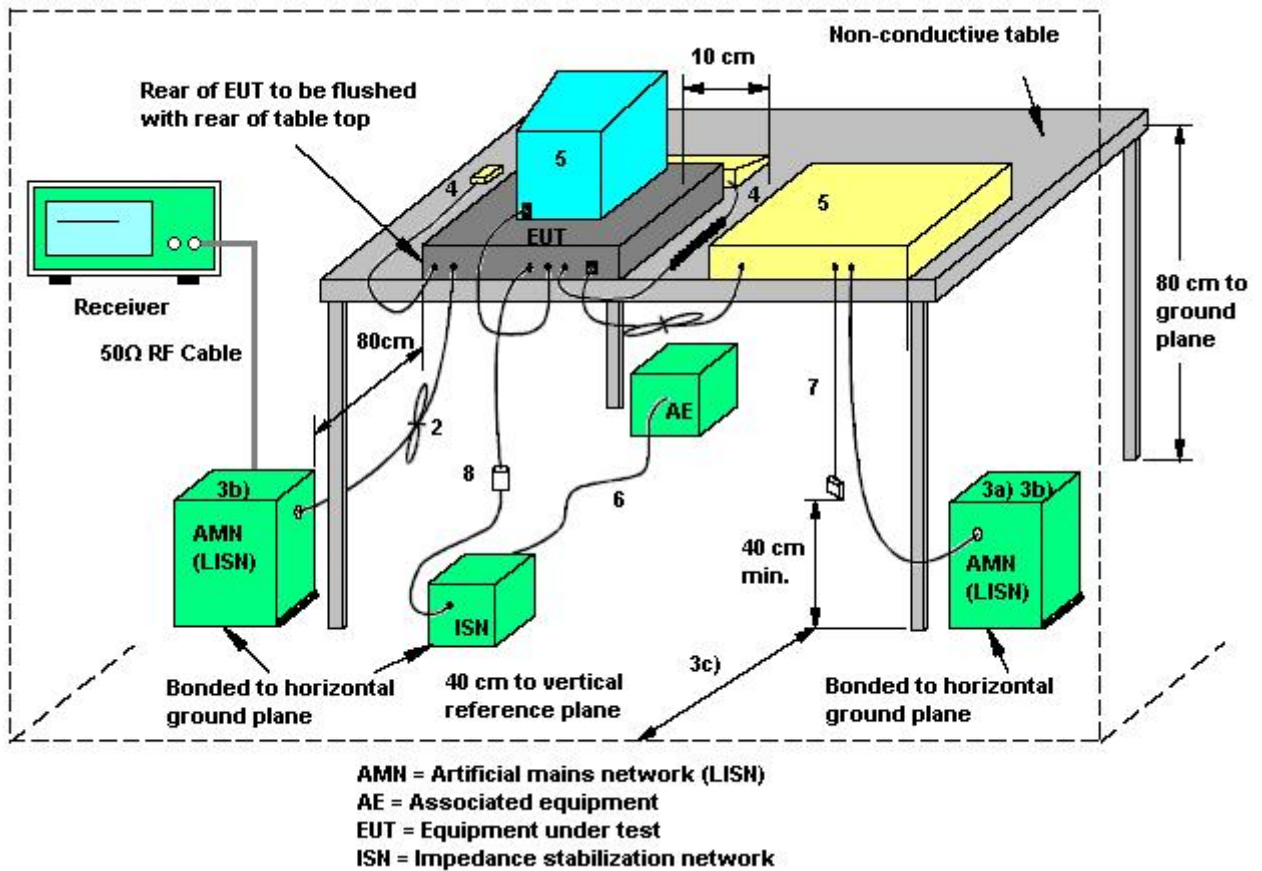 Non-conductive table
10 cm
Rear of EUT to be flushed
with rear of table top
5
4
4
5
EUT
Receiver
80 cm to
ground
plane
80cm
50Ω RF Cable
7
AE
2
8
3b)
6
3a) 3b)
AMN
(LISN)
40 cm
min.
AMN
(LISN)
ISN
3c)
Bonded to horizontal
ground plane
40 cm to vertical
reference plane
Bonded to horizontal
ground plane
AMN = Artificial mains network (LISN)
AE = Associated equipment
EUT = Equipment under test
ISN = Impedance stabilization network